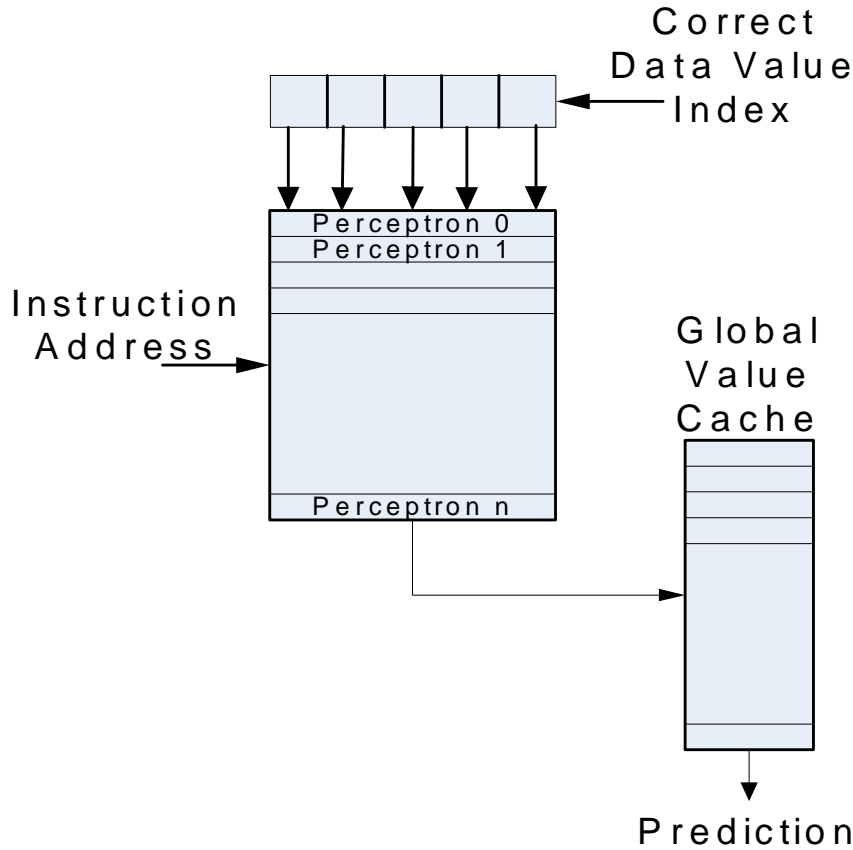 Correct
Data Value
Index
Perceptron 0
Perceptron 1
Instruction
Address
Global
Value
Cache
Perceptron n
Prediction